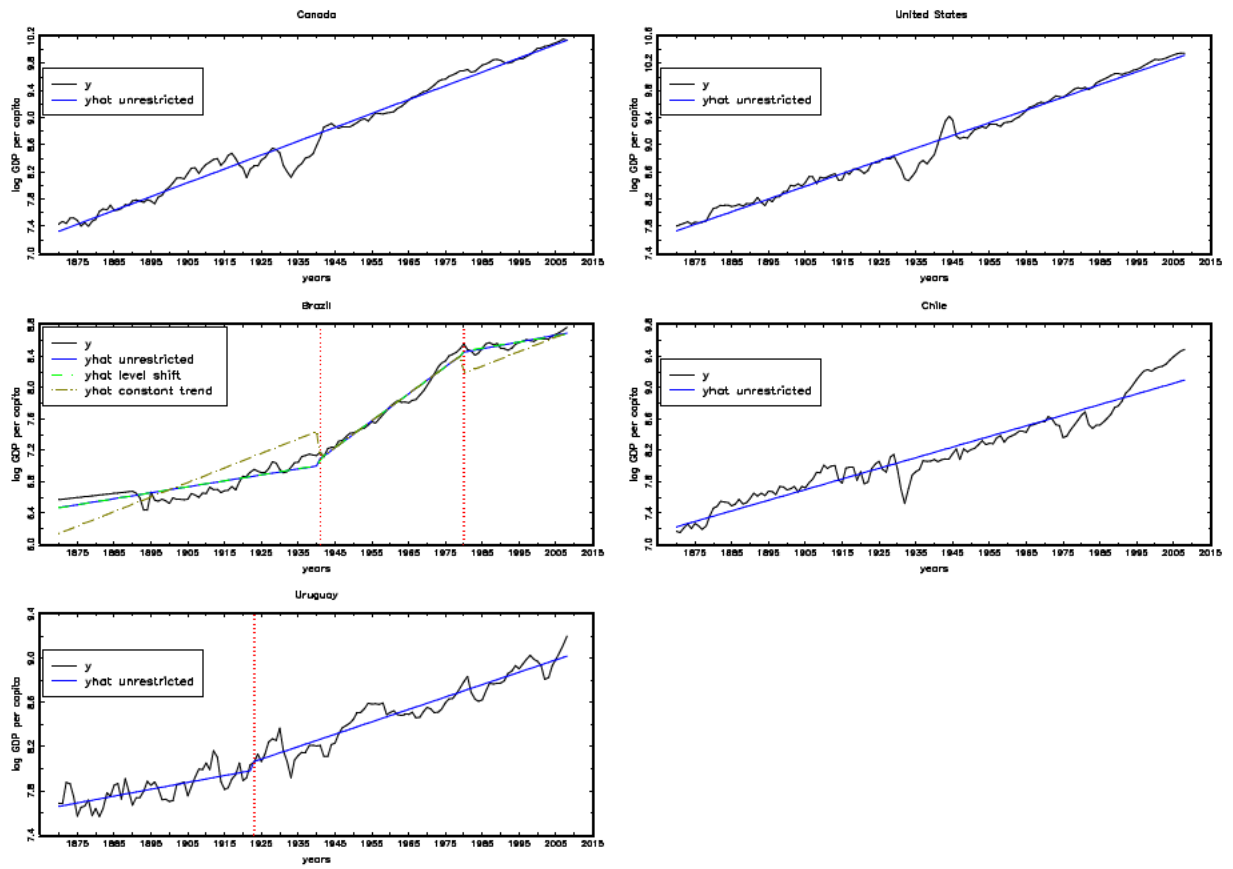 Canada
log GDP per capita
7.0 7.4 7.8 8.2 8.6 9.0 9.4 9.8 10.2
y
yhat unrestricted
1875 1885 1895 1905 1915 1925 1935 1945 1955 1965 1975 1985 1995 2005 2015
years
United States
log GDP per capita
7.4 7.8 8.2 8.6 9.0 9.4 9.8 10.2 10.6
y
yhat unrestricted
1875 1885 1895 1905 1915 1925 1935 1945 1955 1965 1975 1985 1995 2005 2015
years
Brazil
log GDP per capita
6.0 6.4 6.8 7.2 7.6 8.0 8.4 8.8
y
yhat unrestricted
yhat level shift
yhat constant trend
1875 1885 1895 1905 1915 1925 1935 1945 1955 1965 1975 1985 1995 2005 2015
years
Chile
log GDP per capita
7.0 7.4 7.8 8.2 8.6 9.0 9.4 9.8
y
yhat unrestricted
1875 1885 1895 1905 1915 1925 1935 1945 1955 1965 1975 1985 1995 2005 2015
years
Uruguay
log GDP per capita
7.4 7.8 8.2 8.6 9.0 9.4
y
yhat unrestricted
1875 1885 1895 1905 1915 1925 1935 1945 1955 1965 1975 1985 1995 2005 2015
years